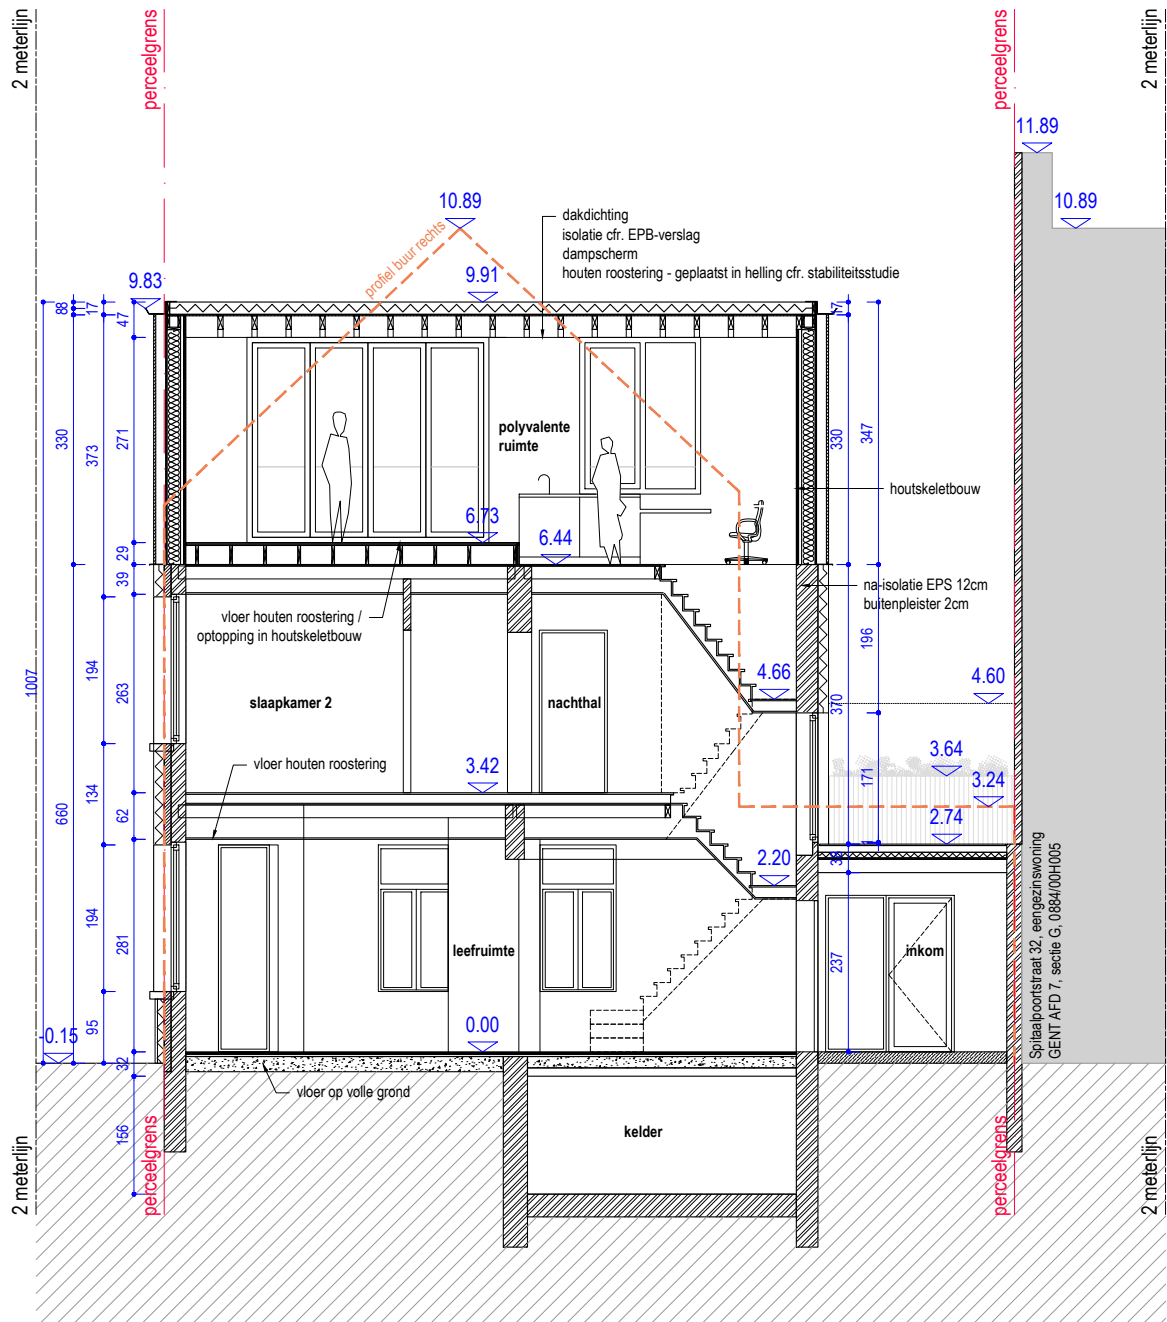 2 meterlijn
perceelgrens
perceelgrens
2 meterlijn
11.89
10.89
10.89
dakdichting
isolatie cfr. EPB-verslag
dampscherm
houten roostering - geplaatst in helling cfr. stabiliteitsstudie
profiel buur rechts
9.83
9.91
88
17
47
17
330
373
271
330
347
polyvalente
ruimte
houtskeletbouw
6.73
6.44
29
39
na-isolatie EPS 12cm
buitenpleister 2cm
vloer houten roostering /
optopping in houtskeletbouw
196
1007
194
263
slaapkamer 2
nachthal
4.66
4.60
370
vloer houten roostering
3.42
3.64
3.24
171
134
62
660
2.74
2.20
194
281
leefruimte
237
inkom
Spitaalpoortstraat 32, eengezinswoning
GENT AFD 7, sectie G, 0884/00H005
95
-0.15
0.00
32
vloer op volle grond
156
kelder
2 meterlijn
perceelgrens
perceelgrens
2 meterlijn